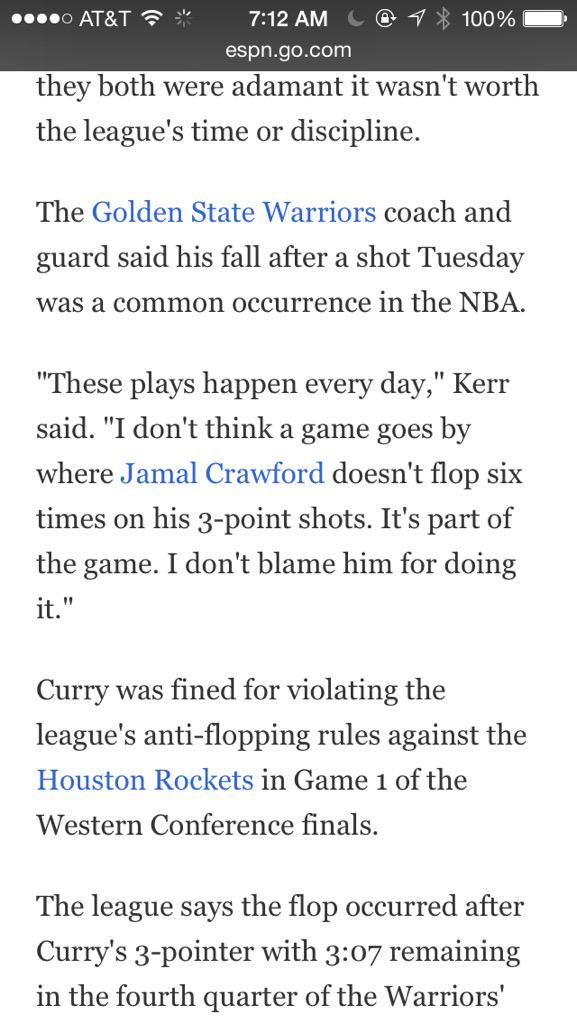 AT&T 7:12 AM 100%
espn.go.com
they both were adamant it wasn't worth
the league's time or discipline.
The Golden State Warriors coach and
guard said his fall after a shot Tuesday
was a common occurrence in the NBA.
"These plays happen every day," Kerr
said. "I don't think a game goes by
where Jamal Crawford doesn't flop six
times on his 3-point shots. It's part of
the game. I don't blame him for doing
it."
Curry was fined for violating the
league's anti-flopping rules against the
Houston Rockets in Game 1 of the
Western Conference finals.
The league says the flop occurred after
Curry's 3-pointer with 3:07 remaining
in the fourth quarter of the Warriors'